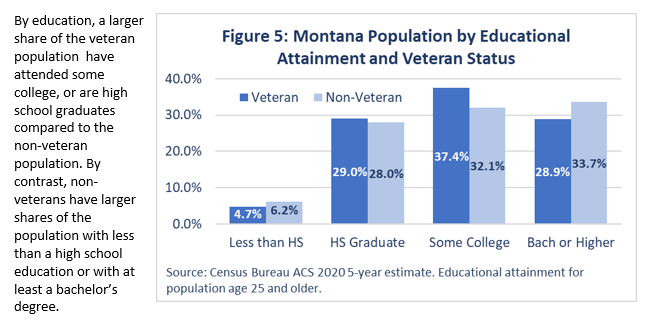 By education, a larger
share of the veteran
population  have
attended some
college, or are high
school graduates
compared to the
non-veteran
population. By
contrast, non-
veterans have larger
shares of the
population with less
than a high school
education or with at
least a bachelor's
degree.
Figure 5: Montana Population by Educational
Attainment and Veteran Status
40.0%
30.0%
20.0%
10.0%
0.0%
Veteran Non-Veteran
4.7% 6.2%
29.0% 28.0%
37.4% 32.1%
28.9% 33.7%
Less than HS HS Graduate Some College Bach or Higher
Source: Census Bureau ACS 2020 5-year estimate. Educational attainment for
population age 25 and older.